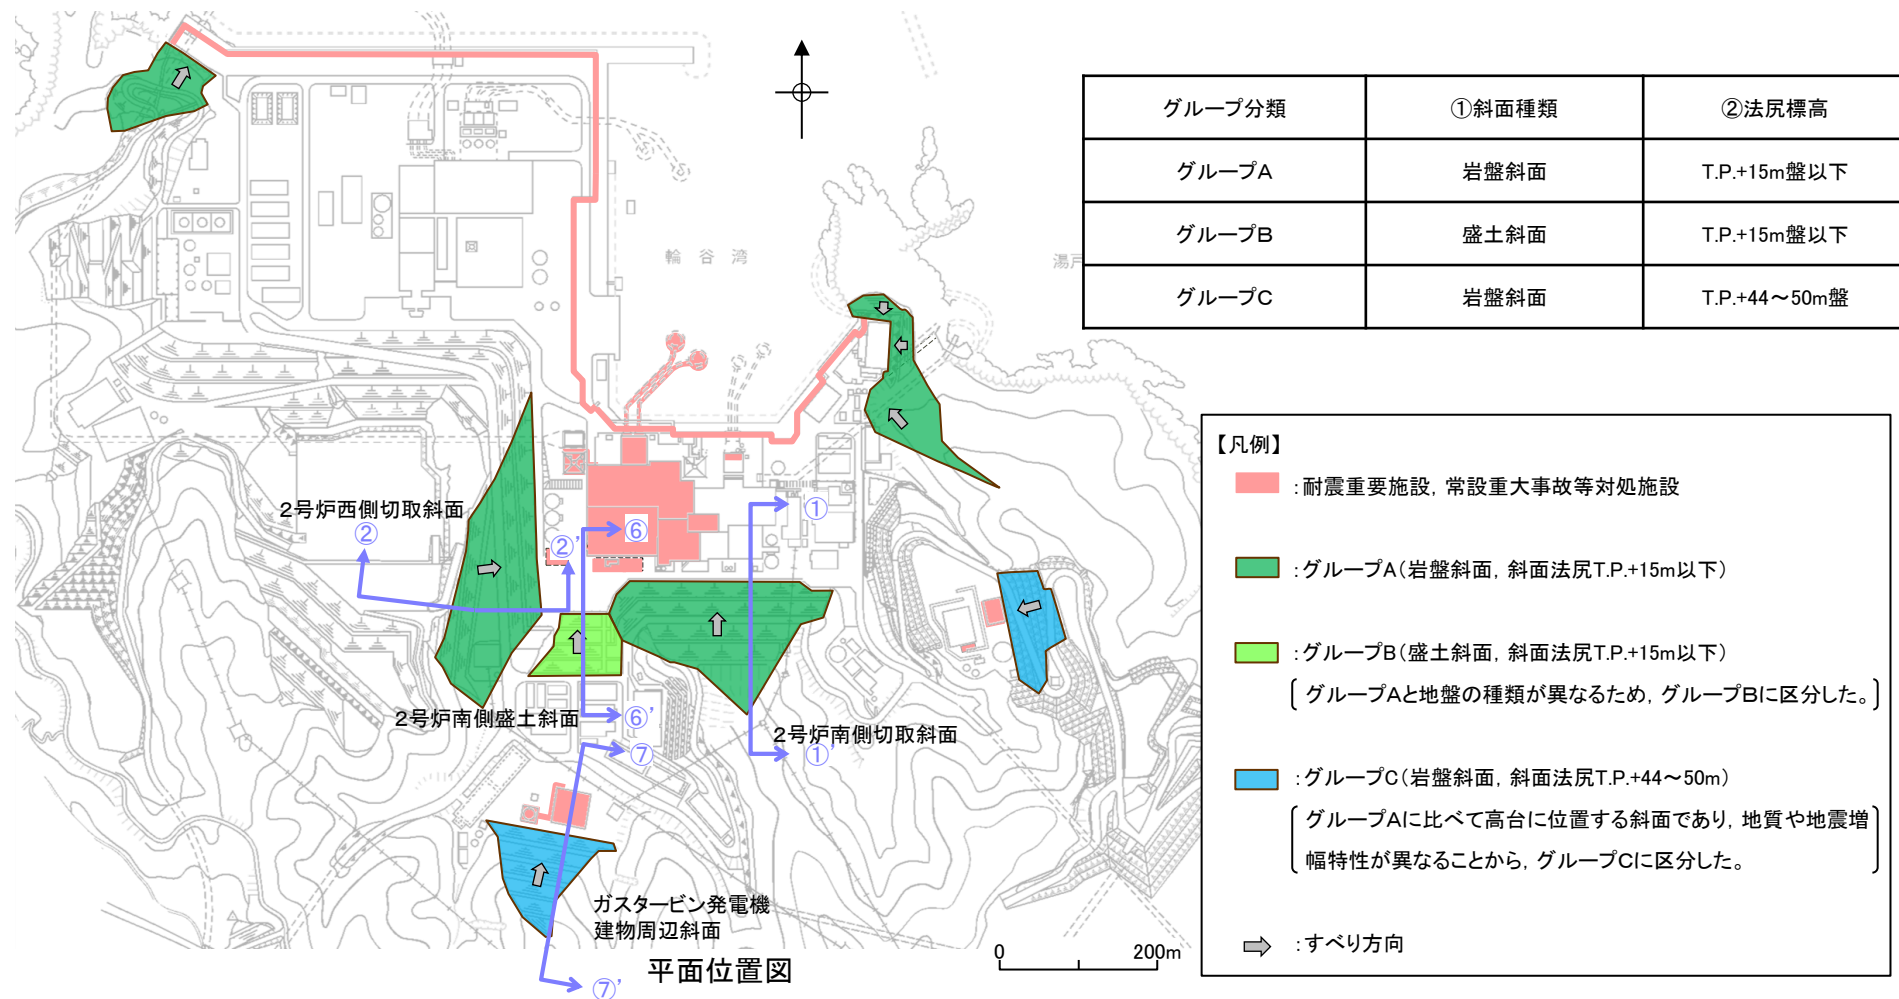 グループ分類 ①斜面種類 ②法尻標高
グループA 岩盤斜面 T.P.+15m盤以下
グループB 盛土斜面 T.P.+15m盤以下
グループC 岩盤斜面 T.P.+44～50m盤
輪谷湾
湯戸
【凡例】
:耐震重要施設, 常設重大事故等対処施設
:グループA(岩盤斜面, 斜面法尻T.P.+15m以下)
:グループB(盛土斜面, 斜面法尻T.P.+15m以下)
グループAと地盤の種類が異なるため, グループBに区分した。
:グループC(岩盤斜面, 斜面法尻T.P.+44～50m)
グループAに比べて高台に位置する斜面であり, 地質や地震増
幅特性が異なることから, グループCに区分した。
:すべり方向
2号炉西側切取斜面
②
②'
⑥
①
2号炉南側盛土斜面
⑥'
⑦
2号炉南側切取斜面
①'
ガスタービン発電機
建物周辺斜面
⑦'
平面位置図
0 200m